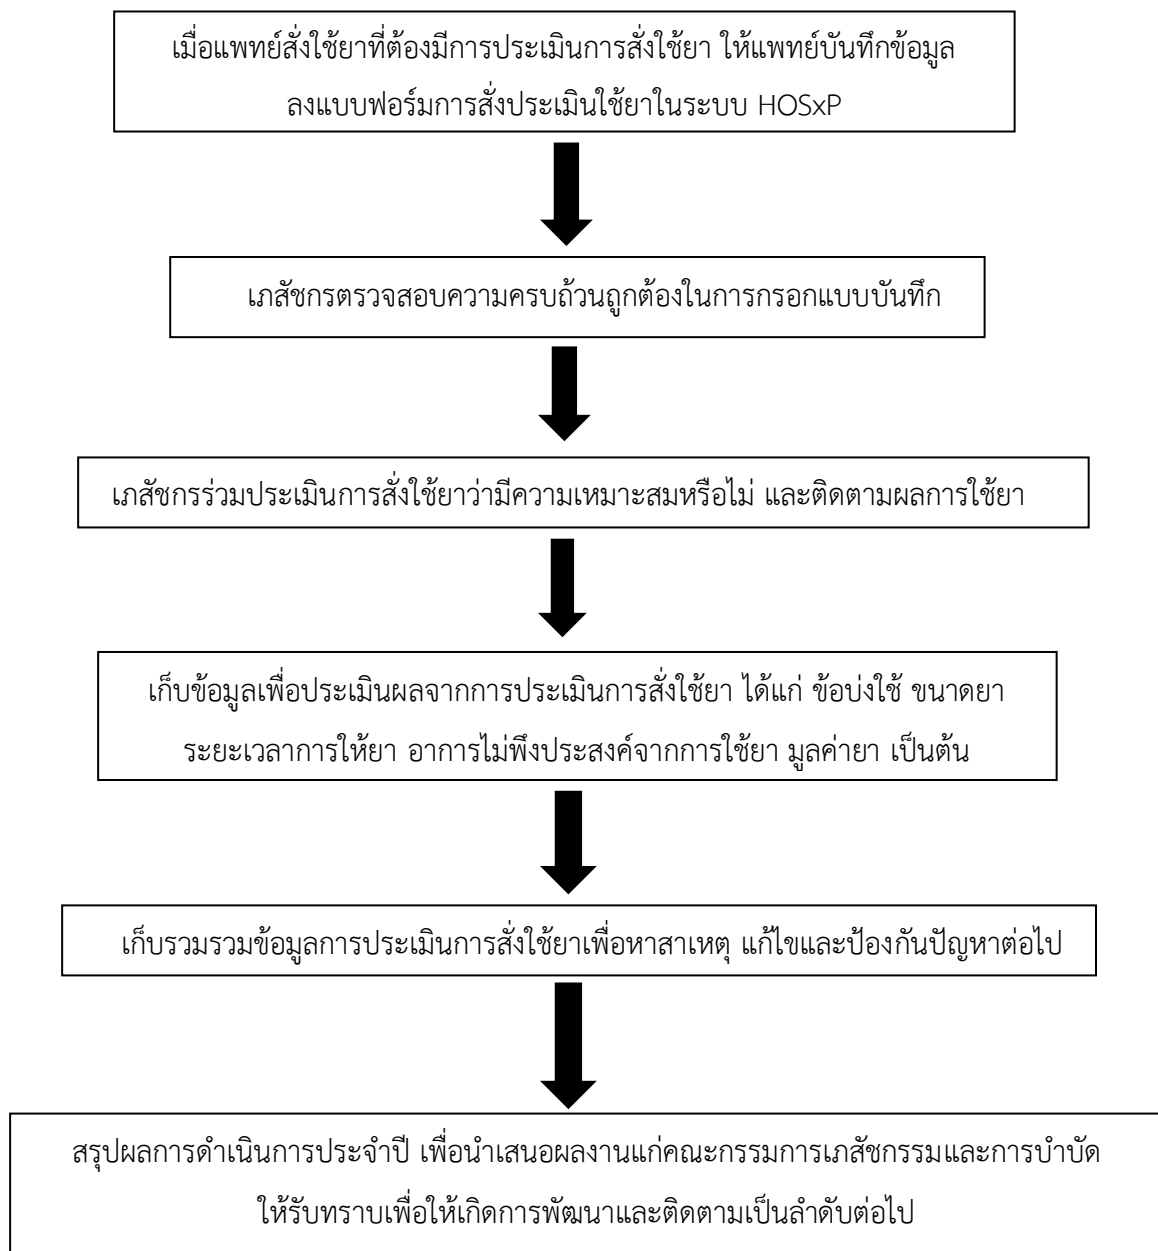 เมื่อแพทย์สั่งใช้ยาที่ต้องมีการประเมินการสั่งใช้ยา ให้แพทย์บันทึกข้อมูล
ลงแบบฟอร์มการสั่งประเมินใช้ยาในระบบ HOSxP
เภสัชกรตรวจสอบความครบถ้วนถูกต้องในการกรอกแบบบันทึก
เภสัชกรร่วมประเมินการสั่งใช้ยาว่ามีความเหมาะสมหรือไม่ และติดตามผลการใช้ยา
เก็บข้อมูลเพื่อประเมินผลจากการประเมินการสั่งใช้ยา ได้แก่ ข้อบ่งใช้ ขนาดยา
ระยะเวลาการให้ยา อาการไม่พึงประสงค์จากการใช้ยา มูลค่ายา เป็นต้น
เก็บรวมรวมข้อมูลการประเมินการสั่งใช้ยาเพื่อหาสาเหตุ แก้ไขและป้องกันปัญหาต่อไป
สรุปผลการดำเนินการประจำปี เพื่อนำเสนอผลงานแก่คณะกรรมการเภสัชกรรมและการบำบัด
ให้รับทราบเพื่อให้เกิดการพัฒนาและติดตามเป็นลำดับต่อไป